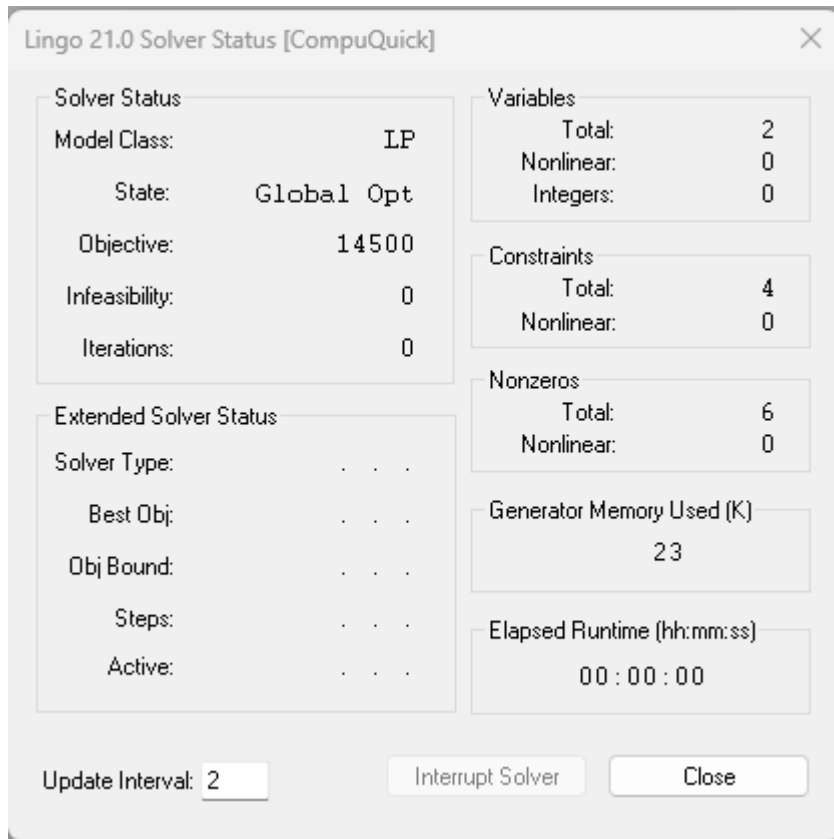 Lingo 21.0 Solver Status [CompuQuick]
Solver Status
Model Class: LP
State: Global Opt
Objective: 14500
Infeasibility: 0
Iterations: 0
Extended Solver Status
Solver Type: . . .
Best Obj: . . .
Obj Bound: . . .
Steps: . . .
Active: . . .
Variables
Total: 2
Nonlinear: 0
Integers: 0
Constraints
Total: 4
Nonlinear: 0
Nonzeros
Total: 6
Nonlinear: 0
Generator Memory Used (K)
23
Elapsed Runtime (hh:mm:ss)
00:00:00
Update Interval: 2
Interrupt Solver
Close